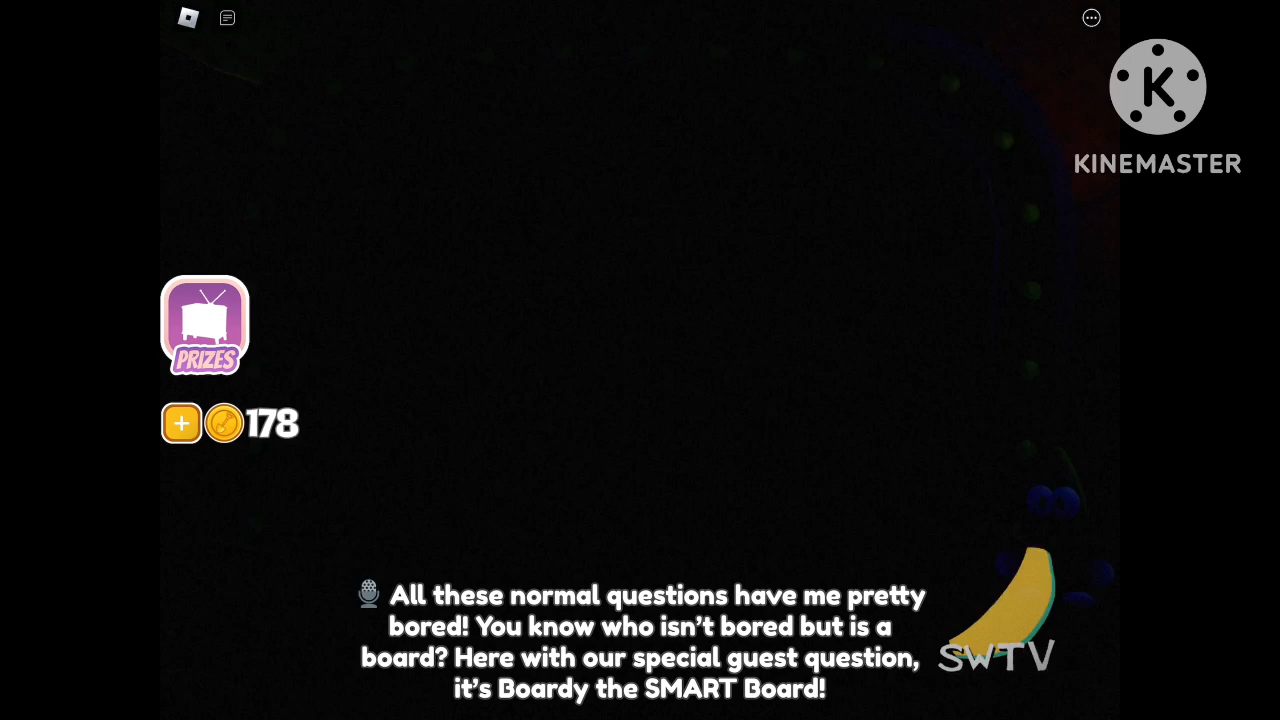 K
KINEMASTER
PRIZES
178
All these normal questions have me pretty
bored! You know who isn't bored but is a
board? Here with our special guest question,
it's Boardy the SMART Board!
SWTV